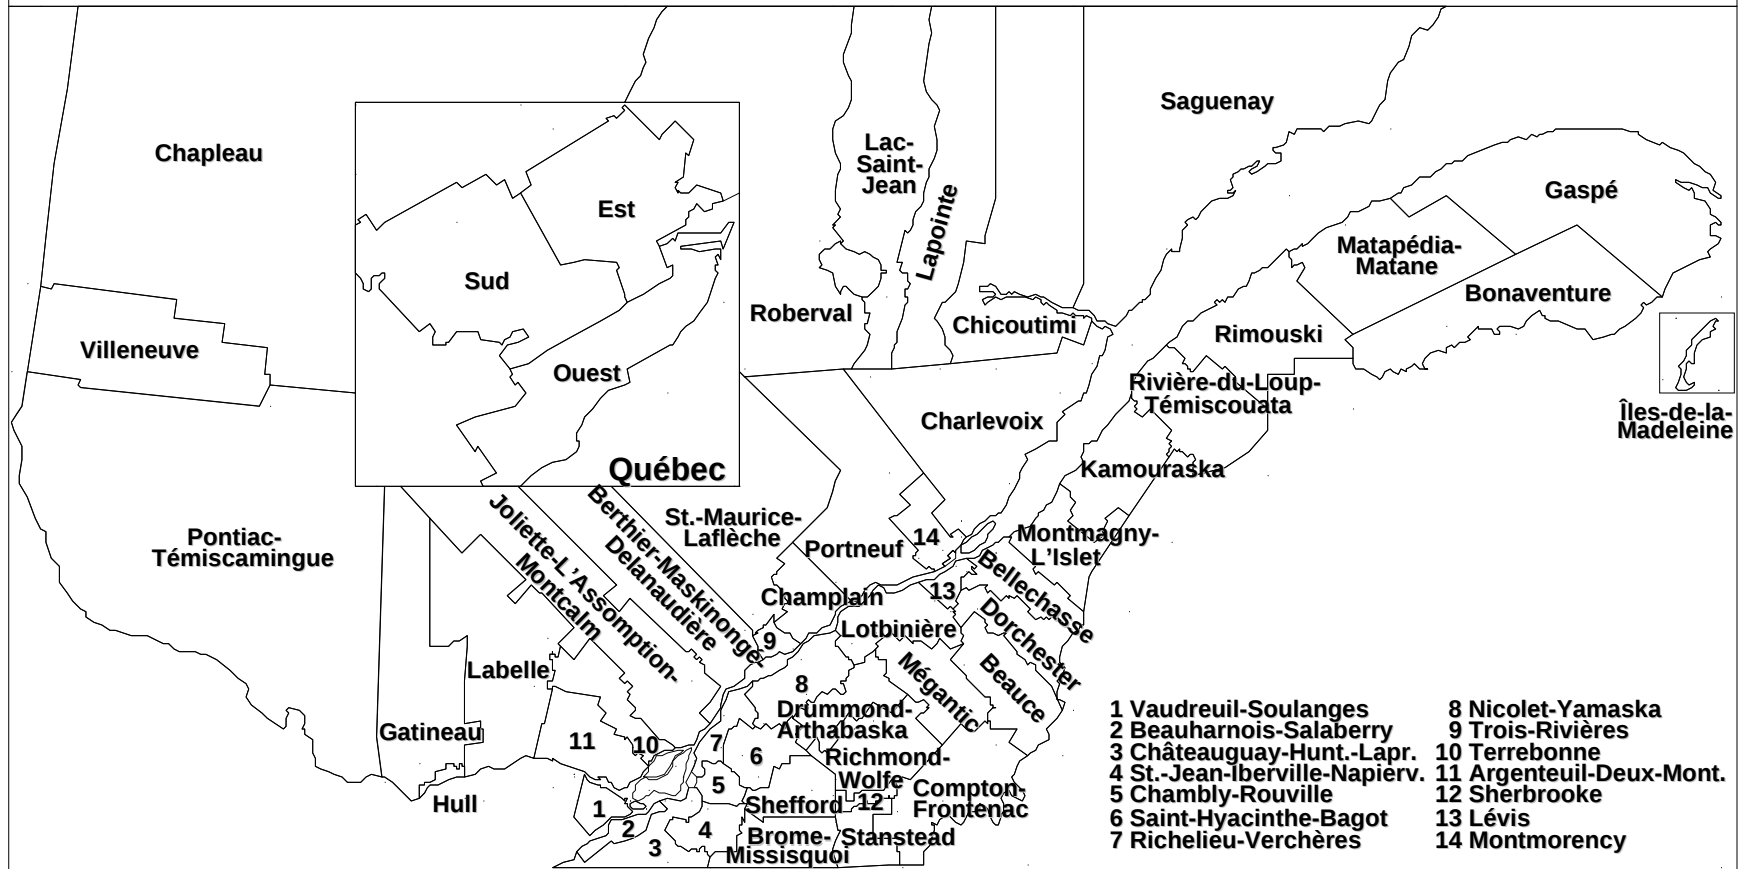 Saguenay
Chapleau
Lac-
Saint-
Jean
Gaspé
Est
Lapointe
Matapédia-
Matane
Sud
Bonaventure
Roberval
Chicoutimi
Rimouski
Villeneuve
Ouest
Rivière-du-Loup-
Témiscouata
Charlevoix
Îles-de-la-
Madeleine
Québec
Kamouraska
Pontiac-
Témiscamingue
Joliette-L'Assomption-
Montcalm
Berthier-Maskinongé-
Delanaudière
St.-Maurice-
Laflèche
Portneuf
14
Montmagny-
L'Islet
Champlain
13
Bellechasse
Lotbinière
Dorchester
9
Labelle
8
Mégantic
Beauce
Drummond-
Arthabaska
Gatineau
11
10
7
6
Richmond-
Wolfe
Hull
1
5
Shefford
12
Compton-
Frontenac
2
3
4
Brome-
Missisquoi
Stanstead
1 Vaudreuil-Soulanges
2 Beauharnois-Salaberry
3 Châteauguay-Hunt.-Lapr.
4 St.-Jean-Iberville-Napierv.
5 Chambly-Rouville
6 Saint-Hyacinthe-Bagot
7 Richelieu-Verchères
8 Nicolet-Yamaska
9 Trois-Rivières
10 Terrebonne
11 Argenteuil-Deux-Mont.
12 Sherbrooke
13 Lévis
14 Montmorency